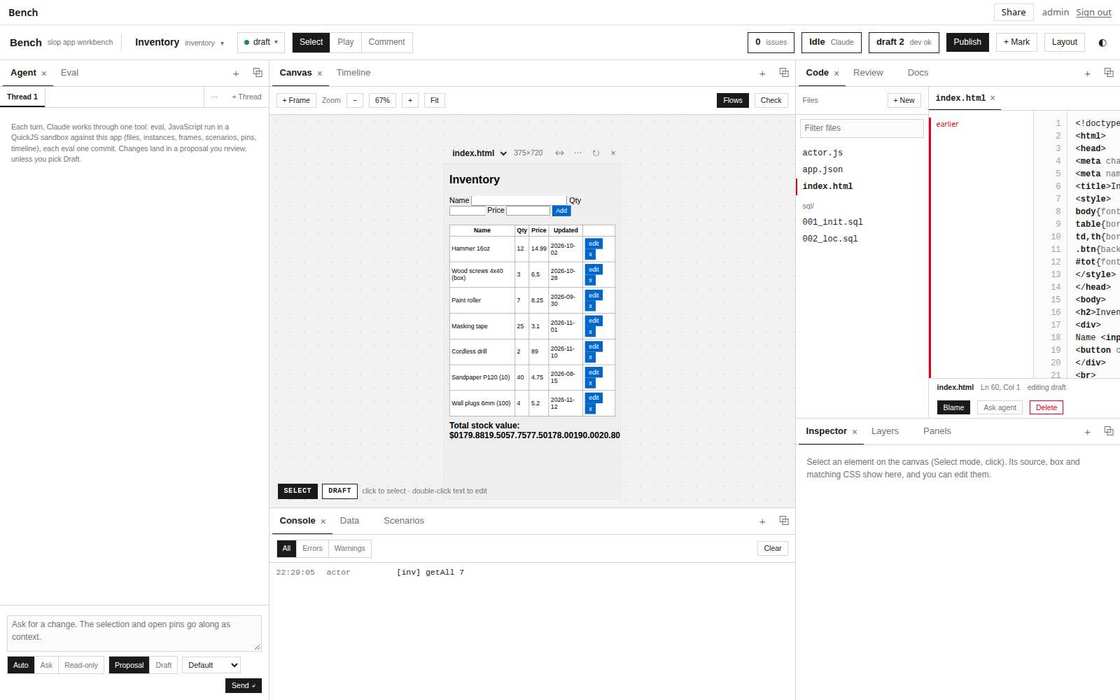 Bench
Share admin Sign out
Bench slop app workbench Inventory inventory ▾ draft ▾ Select Play Comment
0 issues Idle Claude draft 2 dev ok Publish + Mark Layout
Agent × Eval
Thread 1 ··· + Thread
Each turn, Claude works through one tool: eval, JavaScript run in a
QuickJS sandbox against this app (files, instances, frames, scenarios, pins,
timeline), each eval one commit. Changes land in a proposal you review,
unless you pick Draft.
Ask for a change. The selection and open pins go along as
context.
Auto Ask Read-only Proposal Draft Default
Send
Canvas × Timeline
+ Frame Zoom − 67% + Fit Flows Check
index.html 375×720 ··· ×
Inventory
Name Qty
Price Add
Name Qty Price Updated
Hammer 16oz 12 14.99 2026-10-
02 edit
x
Wood screws 4x40
(box) 3 6.5 2026-10-
28 edit
x
Paint roller 7 8.25 2026-09-
30 edit
x
Masking tape 25 3.1 2026-11-
01 edit
x
Cordless drill 2 89 2026-11-
10 edit
x
Sandpaper P120 (10) 40 4.75 2026-08-
15 edit
x
Wall plugs 6mm (100) 4 5.2 2026-11-
12 edit
x
Total stock value:
$0179.8819.5057.7577.50178.00190.0020.80
SELECT DRAFT click to select · double-click text to edit
Console × Data Scenarios
All Errors Warnings Clear
22:29:05 actor [inv] getAll 7
Code × Review Docs
Files + New
Filter files
actor.js
app.json
index.html
sql/
001_init.sql
002_loc.sql
index.html ×
earlier
1 <!doctype
2 <html>
3 <head>
4 <meta cha
5 <meta nam
6 <title>In
7 <style>
8 body{font
9 table{bor
10 td,th{bor
11 .btn{back
12 #tot{font
13 </style>
14 </head>
15 <body>
16 <h2>Inven
17 <div>
18 Name <inp
19 <button o
20 </div>
21 <br>
index.html Ln 60, Col 1 editing draft
Blame Ask agent Delete
Inspector × Layers Panels
Select an element on the canvas (Select mode, click). Its source, box and
matching CSS show here, and you can edit them.